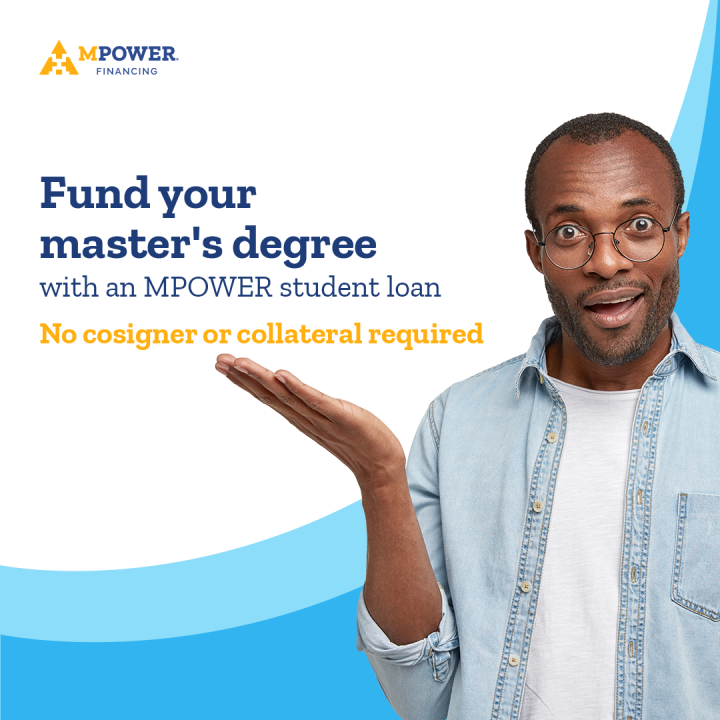 MPOWER
FINANCING
Fund your
master's degree
with an MPOWER student loan
No cosigner or collateral required